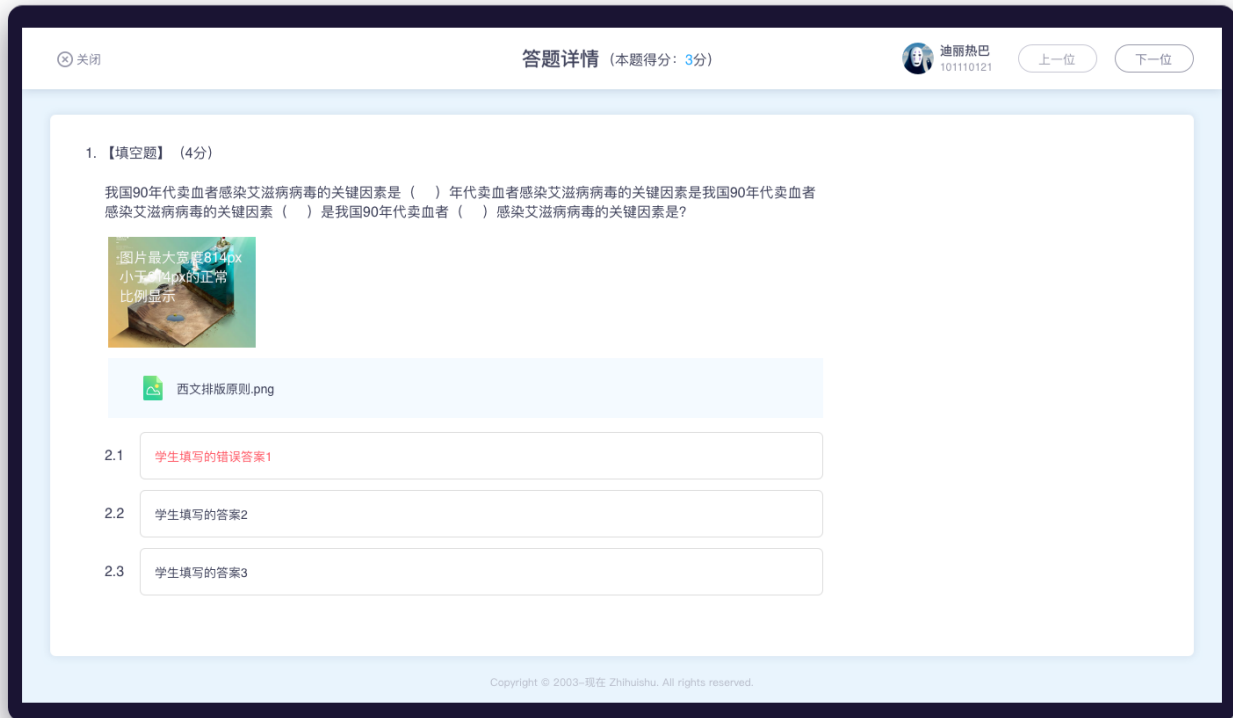 关闭
答题详情 (本题得分：3分)
迪丽热巴
101110121
上一位
下一位
1. 【填空题】 (4分)
我国90年代卖血者感染艾滋病病毒的关键因素是（    ）年代卖血者感染艾滋病病毒的关键因素是我国90年代卖血者
感染艾滋病病毒的关键因素（    ）是我国90年代卖血者（    ）感染艾滋病病毒的关键因素是?
·图片最大宽度814px
小于814px的正常
比例显示
西文排版原则.png
2.1 学生填写的错误答案1
2.2 学生填写的答案2
2.3 学生填写的答案3
Copyright © 2003-现在 Zhihuishu. All rights reserved.